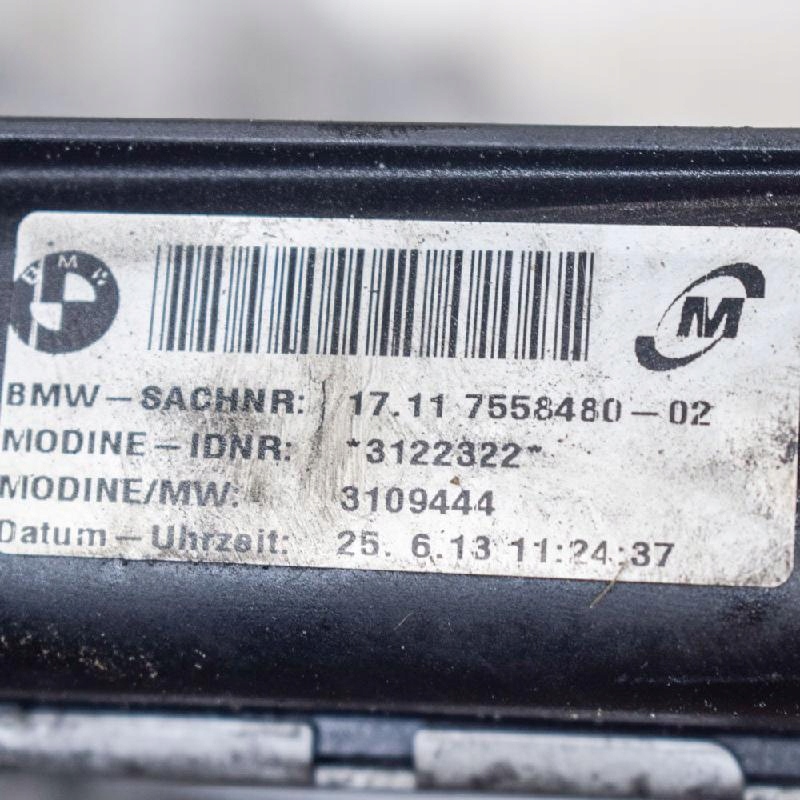 BMW
M
BMW-SACHNR: 17.11 7558480-02
MODINE-IDNR: *3122322*
MODINE/MW: 3109444
Datum-Uhrzeit: 25. 6.13 11:24:37